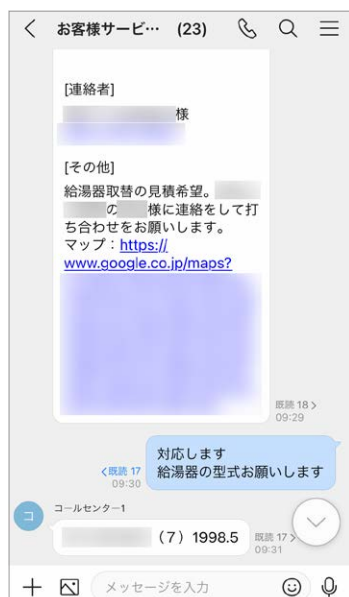 お客様サービ… (23)
[連絡者]
様
[その他]
給湯器取替の見積希望。
の 様に連絡をして打
ち合わせをお願いします。
マップ：https://
www.google.co.jp/maps?
既読 18 >
09:29
対応します
給湯器の型式お願いします
<既読 17
09:30
コ
コールセンター1
（7）1998.5
既読 17 >
09:31
メッセージを入力